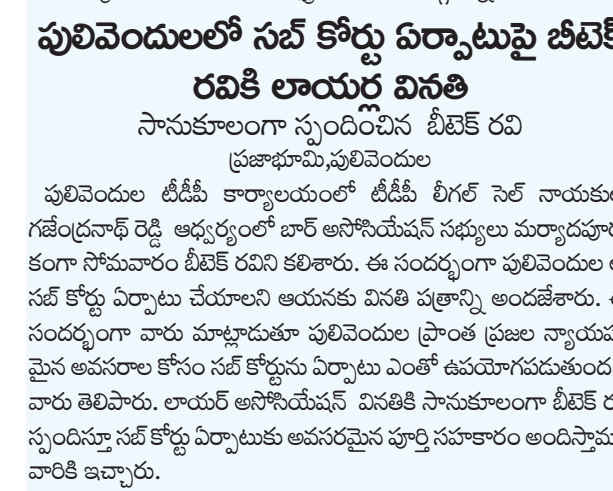 పులివెందులలో సబ్ కోర్టు ఏర్పాటుపై బీటెక్
రవికి లాయర్ల వినతి
సానుకూలంగా స్పందించిన బీటెక్ రవి
ప్రజాభూమి,పులివెందుల
పులివెందుల టీడీపీ కార్యాలయంలో టీడీపీ లీగల్ సెల్ నాయకుల
గజేంద్రనాథ్ రెడ్డి ఆధ్వర్యంలో బార్ అసోసియేషన్ సభ్యులు మర్యాదపూర
కంగా సోమవారం బీటెక్ రవిని కలిశారు. ఈ సందర్భంగా పులివెందుల
సబ్ కోర్టు ఏర్పాటు చేయాలని ఆయనకు వినతి పత్రాన్ని అందజేశారు. ఈ
సందర్భంగా వారు మాట్లాడుతూ పులివెందుల ప్రాంత ప్రజల న్యాయప
మైన అవసరాల కోసం సబ్ కోర్టును ఏర్పాటు ఎంతో ఉపయోగపడుతుంద
వారు తెలిపారు. లాయర్ అసోసియేషన్ వినతికి సానుకూలంగా బీటెక్ ర
స్పందిస్తూ సబ్ కోర్టు ఏర్పాటుకు అవసరమైన పూర్తి సహకారం అందిస్తామ
వారికి ఇచ్చారు.